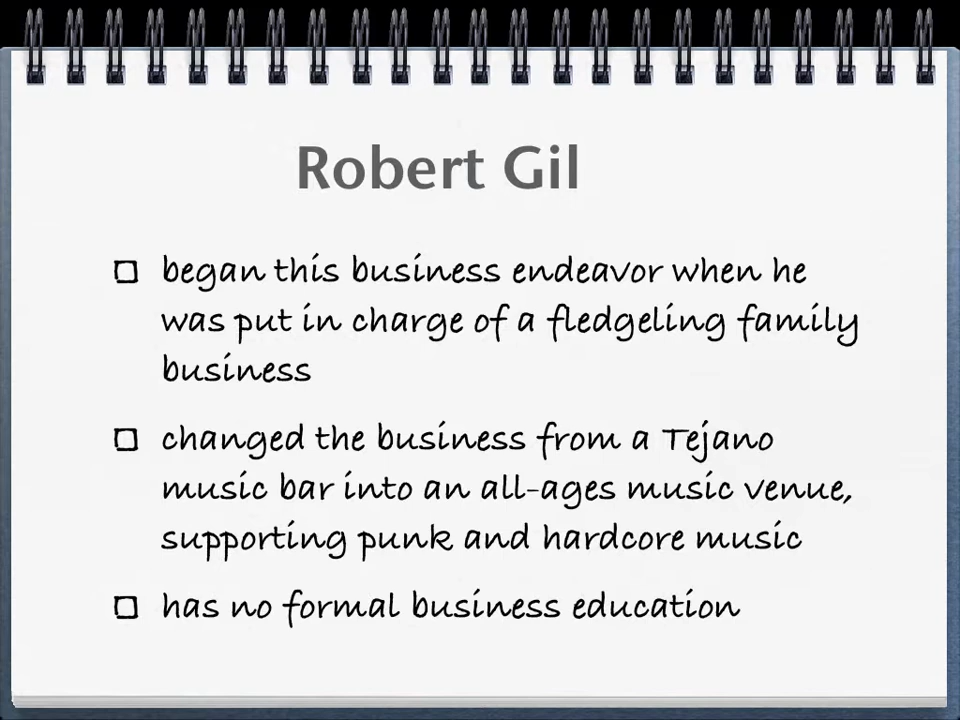 Robert Gil
began this business endeavor when he
was put in charge of a fledgeling family
business
changed the business from a Tejano
music bar into an all-ages music venue,
supporting punk and hardcore music
has no formal business education